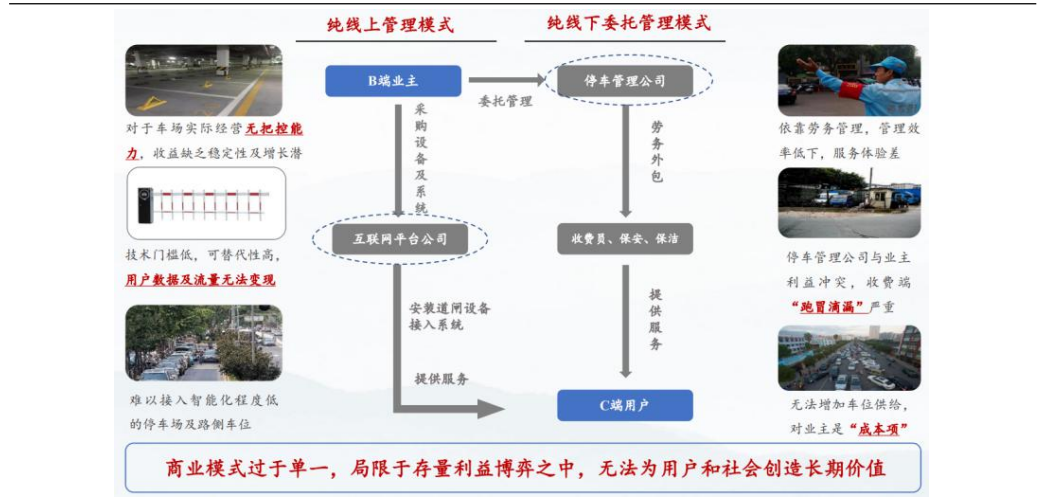 纯线上管理模式
纯线下委托管理模式
对于车场实际经营无把控能
力，收益缺乏稳定性及增长潜
技术门槛低，可替代性高，
用户数据及流量无法变现
难以接入智能化程度低
的停车场及路侧车位
B端业主
委托管理
停车管理公司
采购设备及系统
劳务外包
互联网平台公司
收费员、保安、保洁
安装道闸设备
接入系统
提供服务
提供服务
C端用户
依靠劳务管理，管理效
率低下，服务体验差
停车管理公司与业主
利益冲突，收费端
“跑冒滴漏”严重
无法增加车位供给，
对业主是“成本项”
商业模式过于单一，局限于存量利益博弈之中，无法为用户和社会创造长期价值